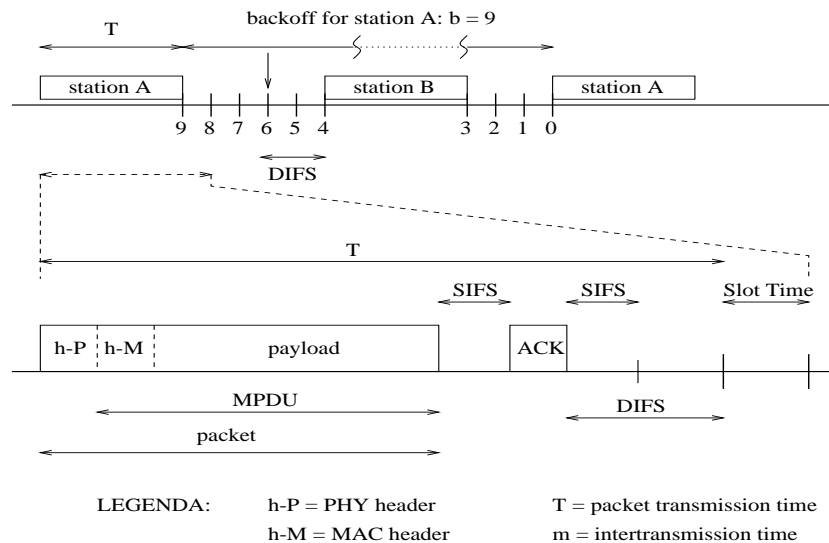 backoff for station A: b = 9
T
station A
station B
station A
9 8 7 6 5 4 3 2 1 0
DIFS
T
SIFS SIFS Slot Time
h-P h-M payload ACK
MPDU DIFS
packet
LEGENDA: h-P = PHY header T = packet transmission time
h-M = MAC header m = intertransmission time